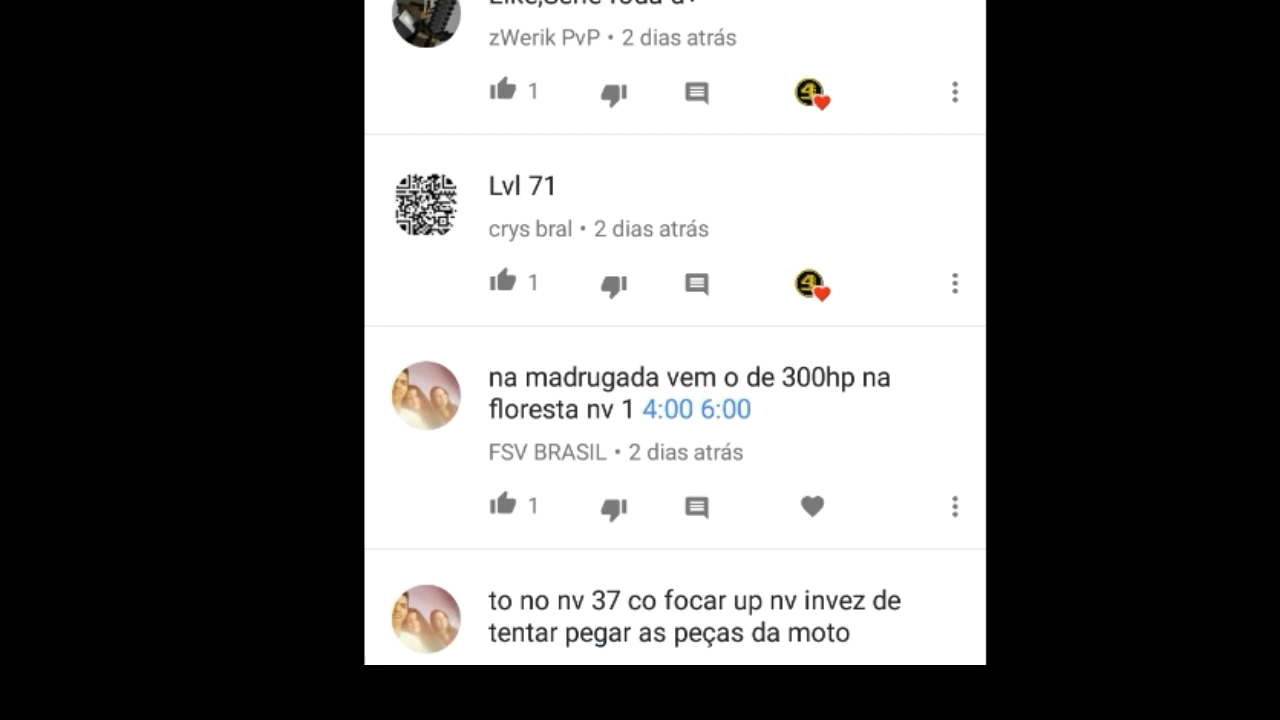 zWerik PvP • 2 dias atrás
1
Lvl 71
crys bral • 2 dias atrás
1
na madrugada vem o de 300hp na
floresta nv 1 4:00 6:00
FSV BRASIL • 2 dias atrás
1
to no nv 37 co focar up nv invez de
tentar pegar as peças da moto